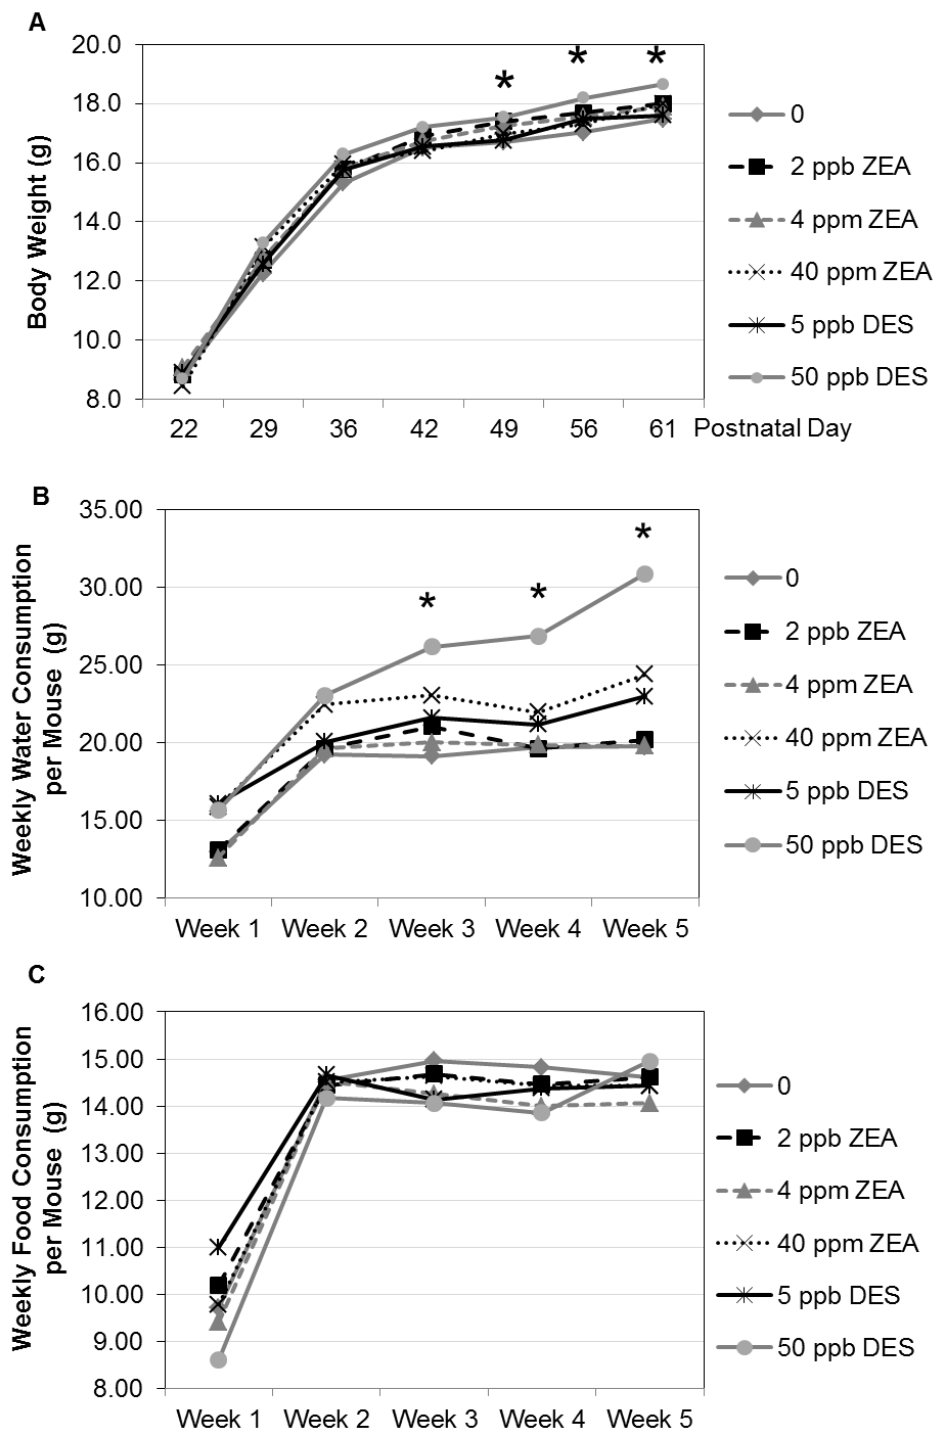 A
20.0
18.0
16.0
14.0
12.0
10.0
8.0
Body Weight (g)
* * *
22 29 36 42 49 56 61 Postnatal Day
0
2 ppb ZEA
4 ppm ZEA
40 ppm ZEA
5 ppb DES
50 ppb DES
B
35.00
30.00
25.00
20.00
15.00
10.00
Weekly Water Consumption
per Mouse (g)
* * *
Week 1 Week 2 Week 3 Week 4 Week 5
0
2 ppb ZEA
4 ppm ZEA
40 ppm ZEA
5 ppb DES
50 ppb DES
C
16.00
15.00
14.00
13.00
12.00
11.00
10.00
9.00
8.00
Weekly Food Consumption
per Mouse (g)
Week 1 Week 2 Week 3 Week 4 Week 5
0
2 ppb ZEA
4 ppm ZEA
40 ppm ZEA
5 ppb DES
50 ppb DES